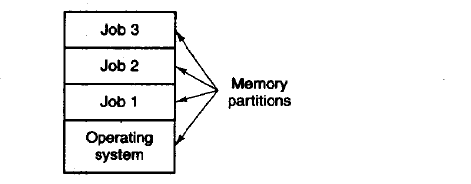 Job 3
Job 2
Job 1
Operating
system
Memory
partitions